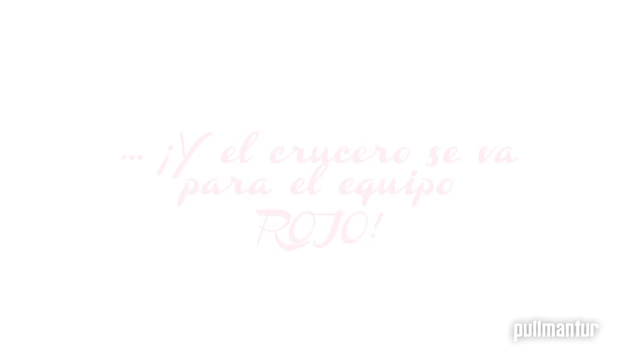 ... ¡Y el crucero se va
para el equipo
ROJO!
pullmantur